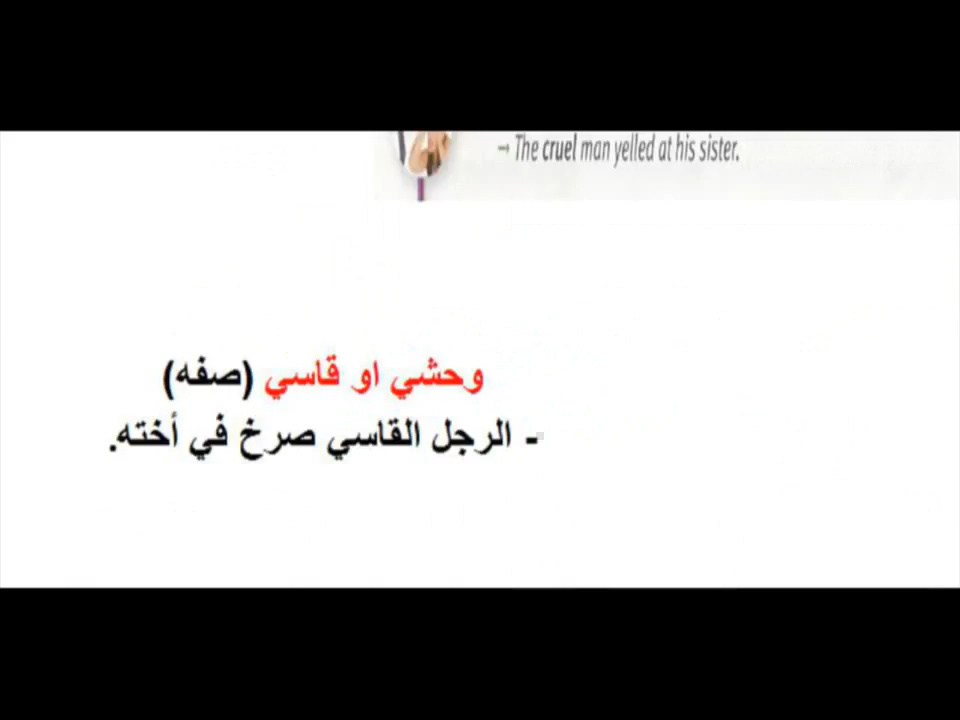 → The cruel man yelled at his sister.
وحشي او قاسي (صفه)
- الرجل القاسي صرخ في أخته.